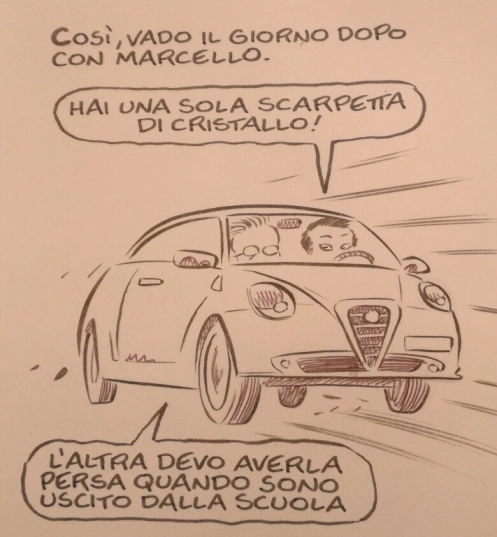 COSÌ, VADO IL GIORNO DOPO
CON MARCELLO.
HAI UNA SOLA SCARPETTA
DI CRISTALLO!
L'ALTRA DEVO AVERLA
PERSA QUANDO SONO
USCITO DALLA SCUOLA